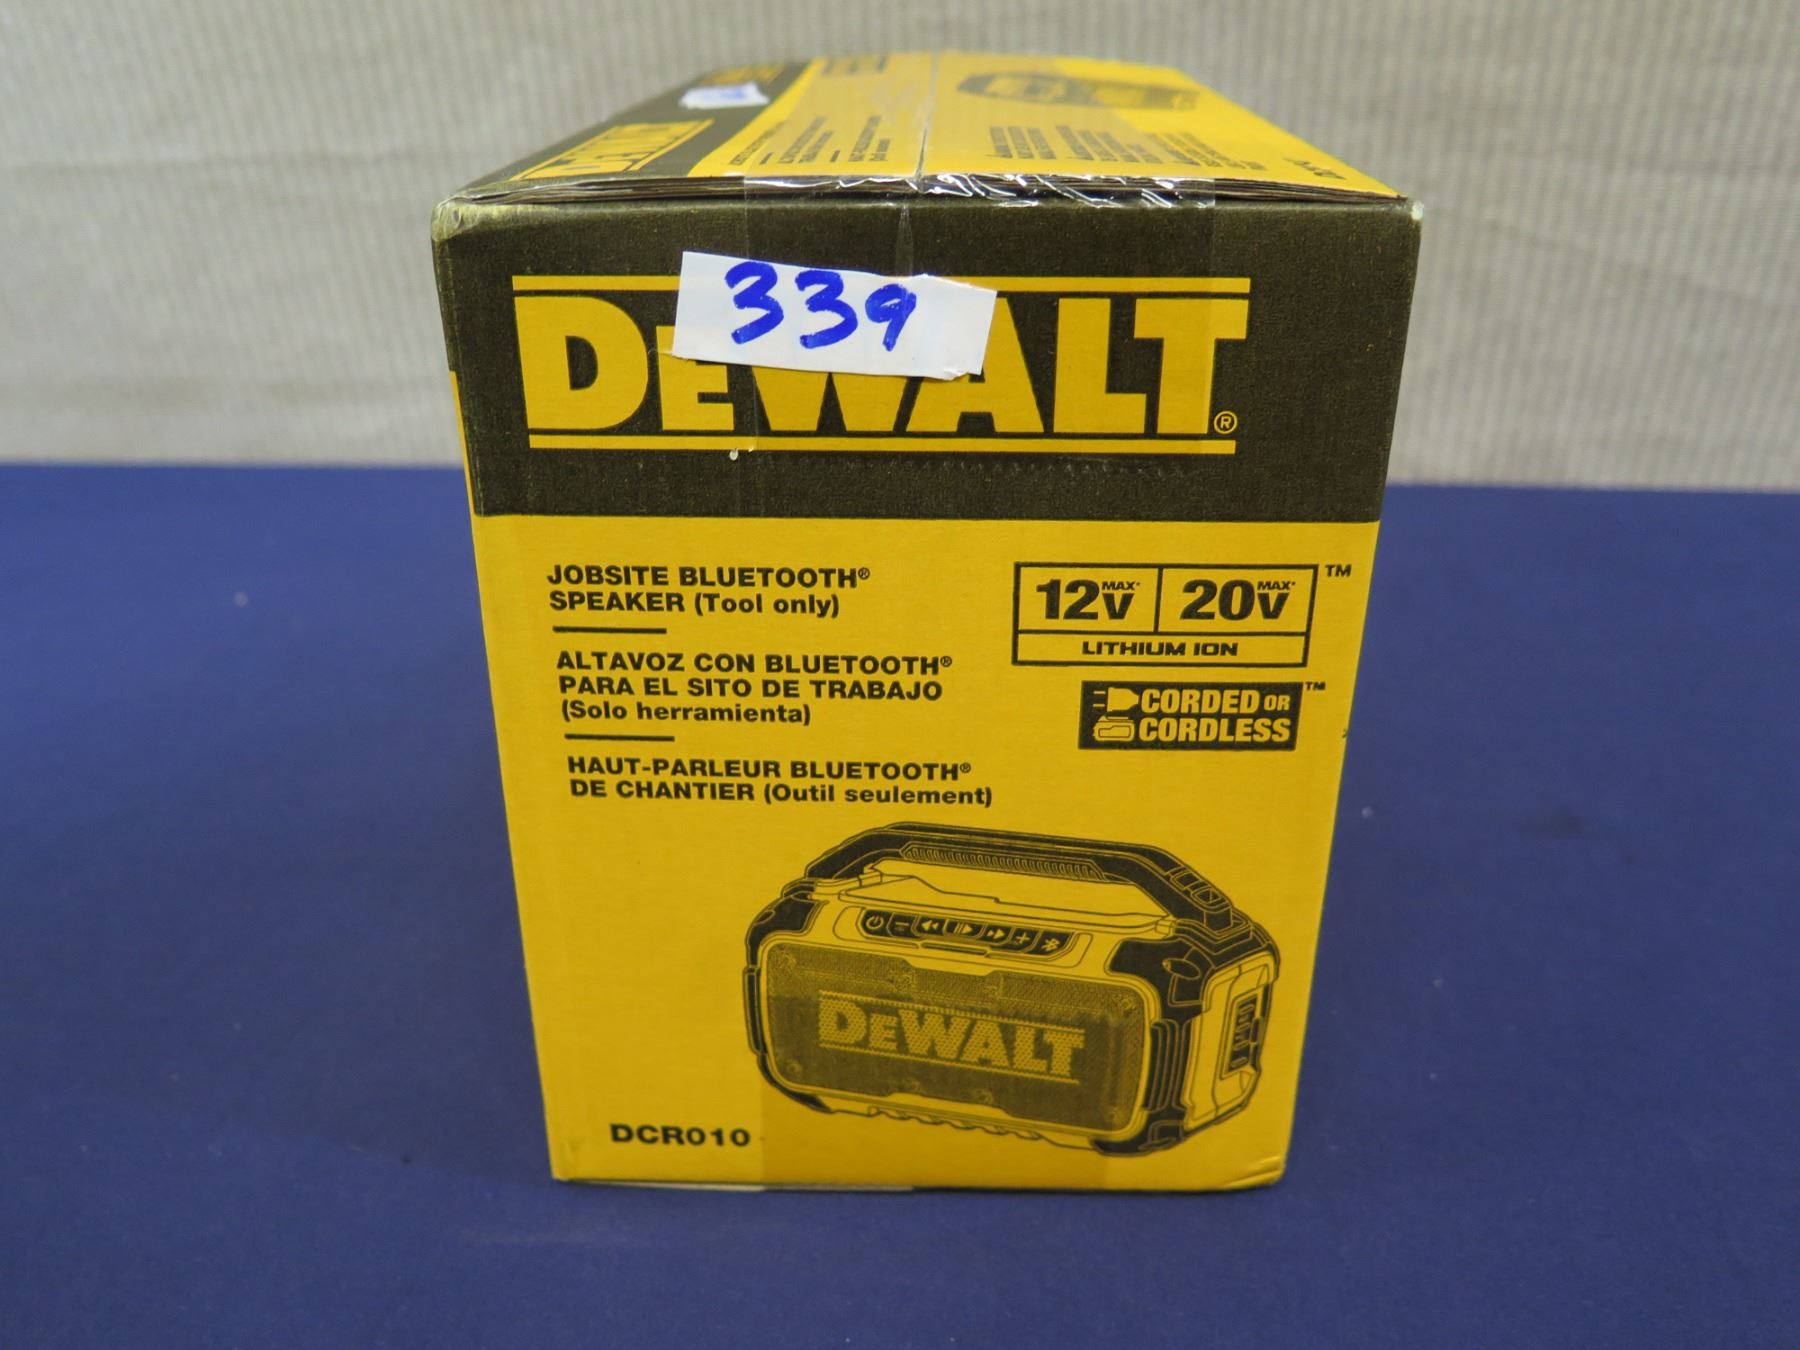 339
DEWALT®
JOBSITE BLUETOOTH®
SPEAKER (Tool only)
ALTAVOZ CON BLUETOOTH®
PARA EL SITO DE TRABAJO
(Solo herramienta)
HAUT-PARLEUR BLUETOOTH®
DE CHANTIER (Outil seulement)
12V MAX* 20V MAX* ™
LITHIUM ION
CORDED OR ™
CORDLESS
DEWALT
DCR010